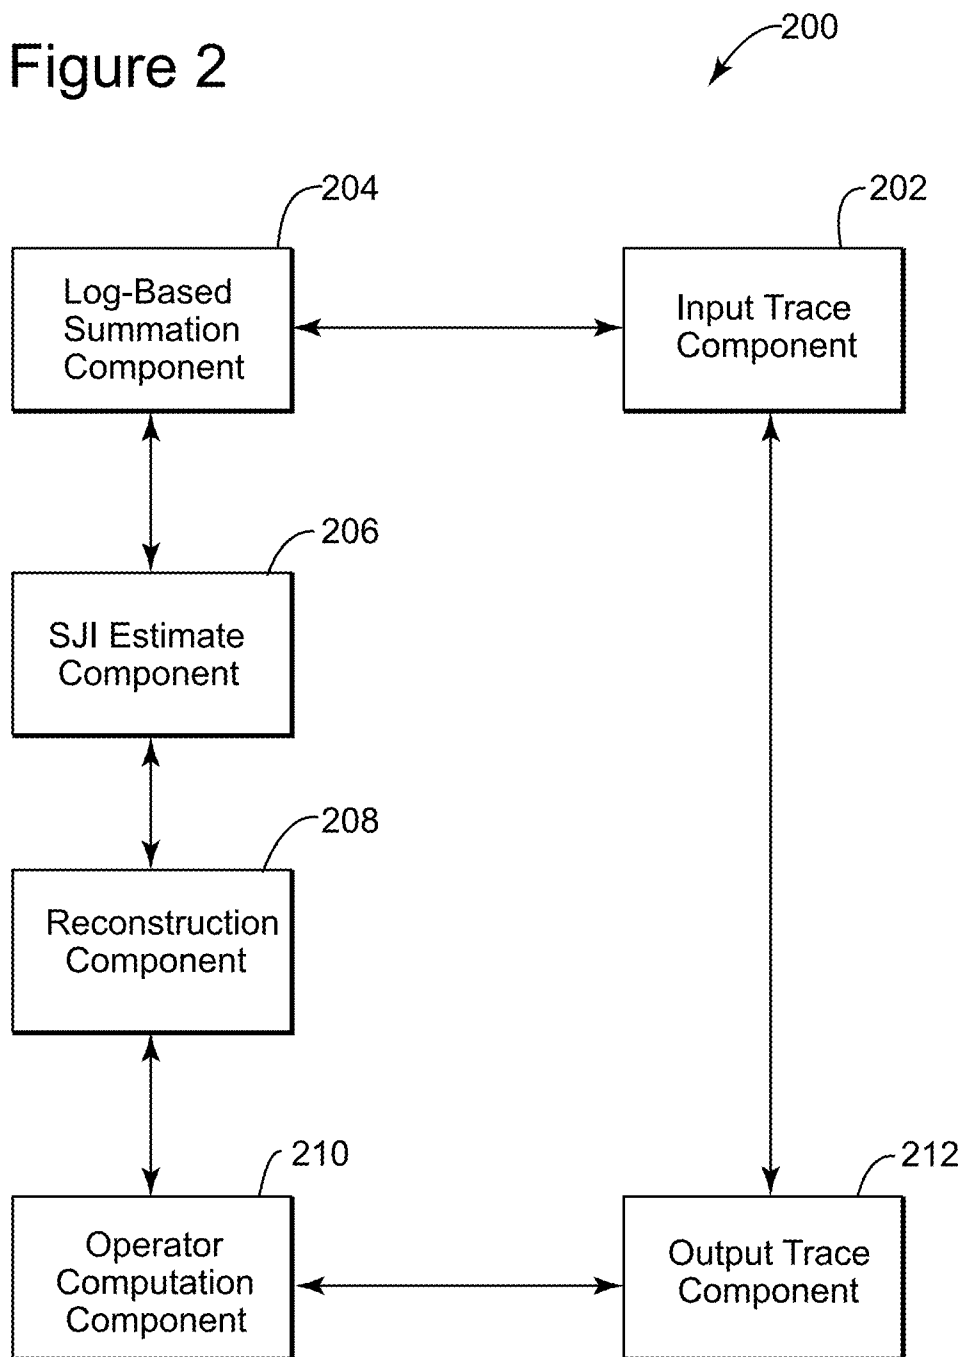 Figure 2
200
204
202
Log-Based
Summation
Component
Input Trace
Component
206
SJI Estimate
Component
208
Reconstruction
Component
210
212
Operator
Computation
Component
Output Trace
Component